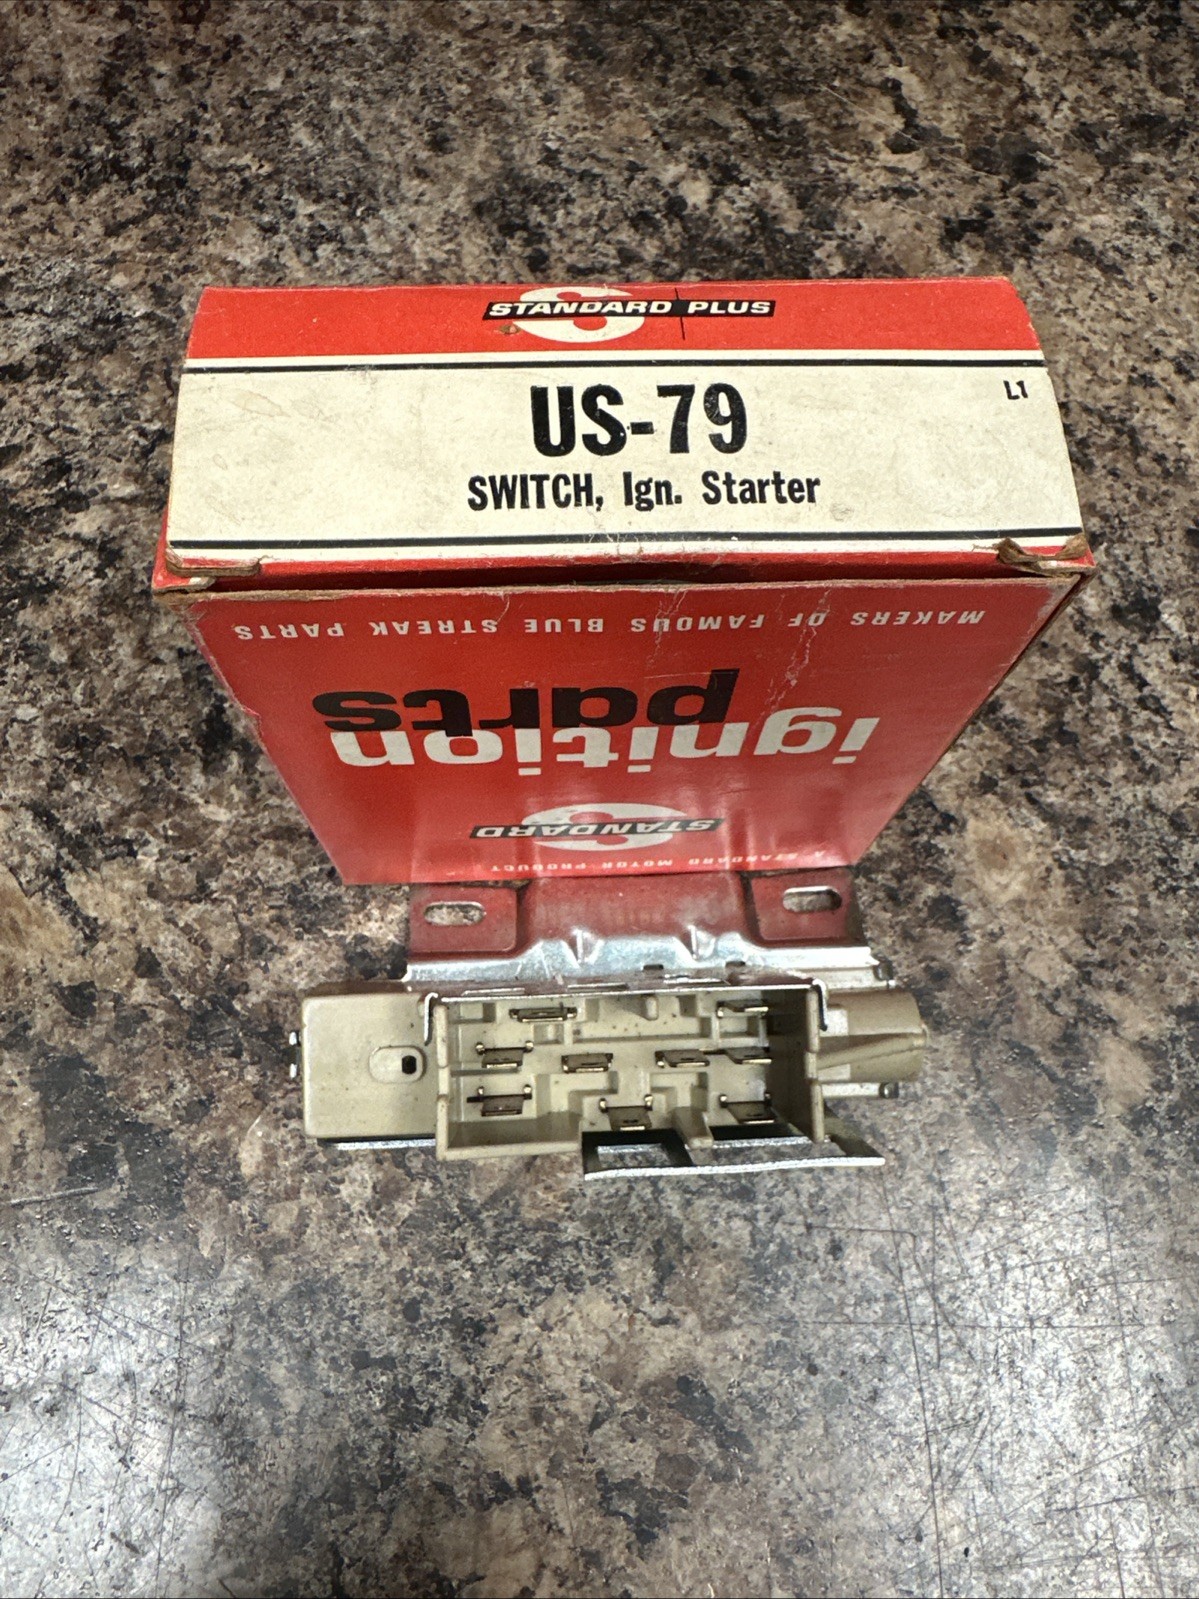 STANDARD PLUS
US-79
L1
SWITCH, Ign. Starter
A STANDARD MOTOR PRODUCT
STANDARD
ignition
parts
MAKERS OF FAMOUS BLUE STREAK PARTS